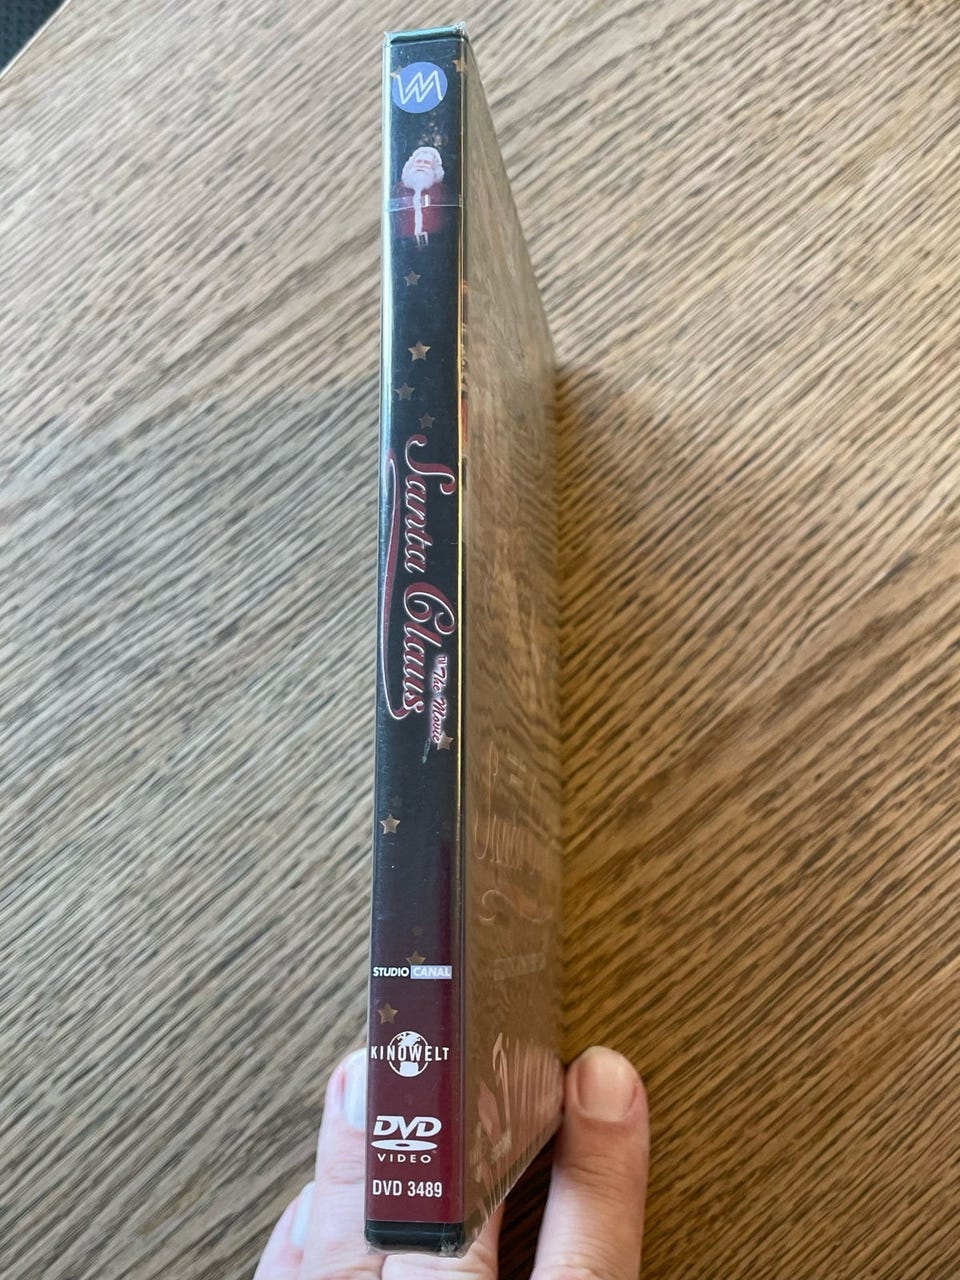 Santa Claus
The Movie
STUDIO CANAL
KINOWELT
DVD
VIDEO
DVD 3489